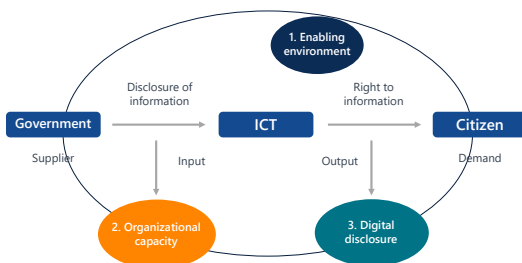 1. Enabling
environment
Disclosure of
information
Right to
information
Government
ICT
Citizen
Supplier
Input
Output
Demand
2. Organizational
capacity
3. Digital
disclosure